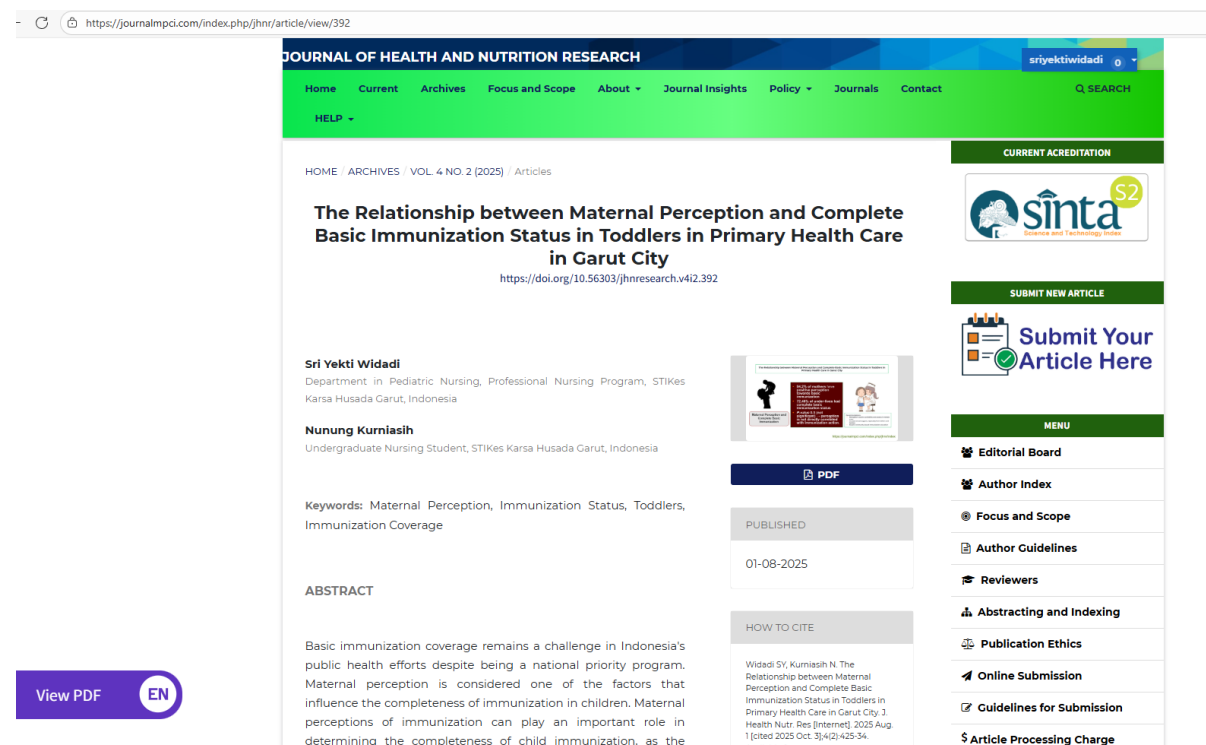 https://journalmpci.com/index.php/jhnr/article/view/392
JOURNAL OF HEALTH AND NUTRITION RESEARCH
sriyektiwidadi 0
Home Current Archives Focus and Scope About Journal Insights Policy Journals Contact SEARCH
HELP
HOME / ARCHIVES / VOL. 4 NO. 2 (2025) / Articles
The Relationship between Maternal Perception and Complete
Basic Immunization Status in Toddlers in Primary Health Care
in Garut City
https://doi.org/10.56303/jhnresearch.v4i2.392
Sri Yekti Widadi
Department in Pediatric Nursing, Professional Nursing Program, STIKes
Karsa Husada Garut, Indonesia
Nunung Kurniasih
Undergraduate Nursing Student, STIKes Karsa Husada Garut, Indonesia
Keywords: Maternal Perception, Immunization Status, Toddlers,
Immunization Coverage
ABSTRACT
Basic immunization coverage remains a challenge in Indonesia's
public health efforts despite being a national priority program.
Maternal perception is considered one of the factors that
influence the completeness of immunization in children. Maternal
perceptions of immunization can play an important role in
determining the completeness of child immunization, as the
PDF
PUBLISHED
01-08-2025
HOW TO CITE
Widadi SY, Kurniasih N. The
Relationship between Maternal
Perception and Complete Basic
Immunization Status in Toddlers in
Primary Health Care in Garut City. J.
Health Nutr. Res [Internet]. 2025 Aug.
1 [cited 2025 Oct. 3];4(2):425-34.
CURRENT ACREDITATION
S2
sinta
Science and Technology Index
SUBMIT NEW ARTICLE
Submit Your
Article Here
MENU
Editorial Board
Author Index
Focus and Scope
Author Guidelines
Reviewers
Abstracting and Indexing
Publication Ethics
Online Submission
Guidelines for Submission
$ Article Processing Charge
View PDF EN